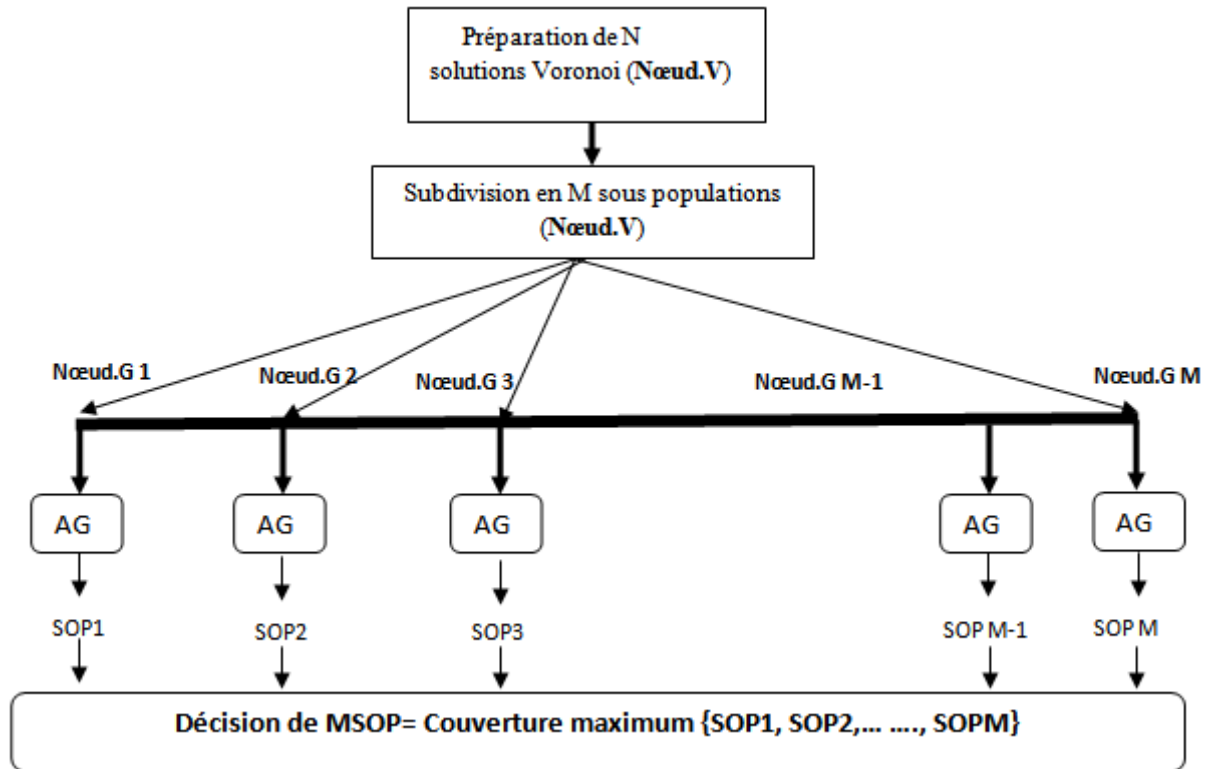 Préparation de N
solutions Voronoi (Nœud.V)
Subdivision en M sous populations
(Nœud.V)
Nœud.G 1
Nœud.G 2
Nœud.G 3
Nœud.G M-1
Nœud.G M
AG
AG
AG
AG
AG
SOP1
SOP2
SOP3
SOP M-1
SOP M
Décision de MSOP= Couverture maximum {SOP1, SOP2,... ...., SOPM}